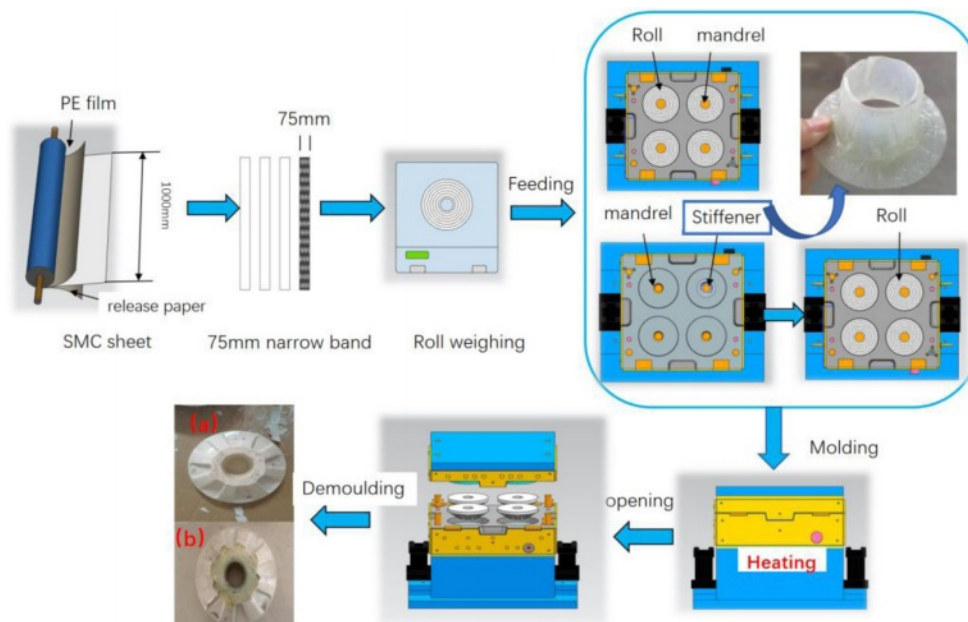 PE film
1000mm
release paper
SMC sheet
75mm
75mm narrow band
Roll weighing
Feeding
Roll
mandrel
mandrel
Stiffener
Roll
Molding
Heating
opening
Demoulding
(a)
(b)